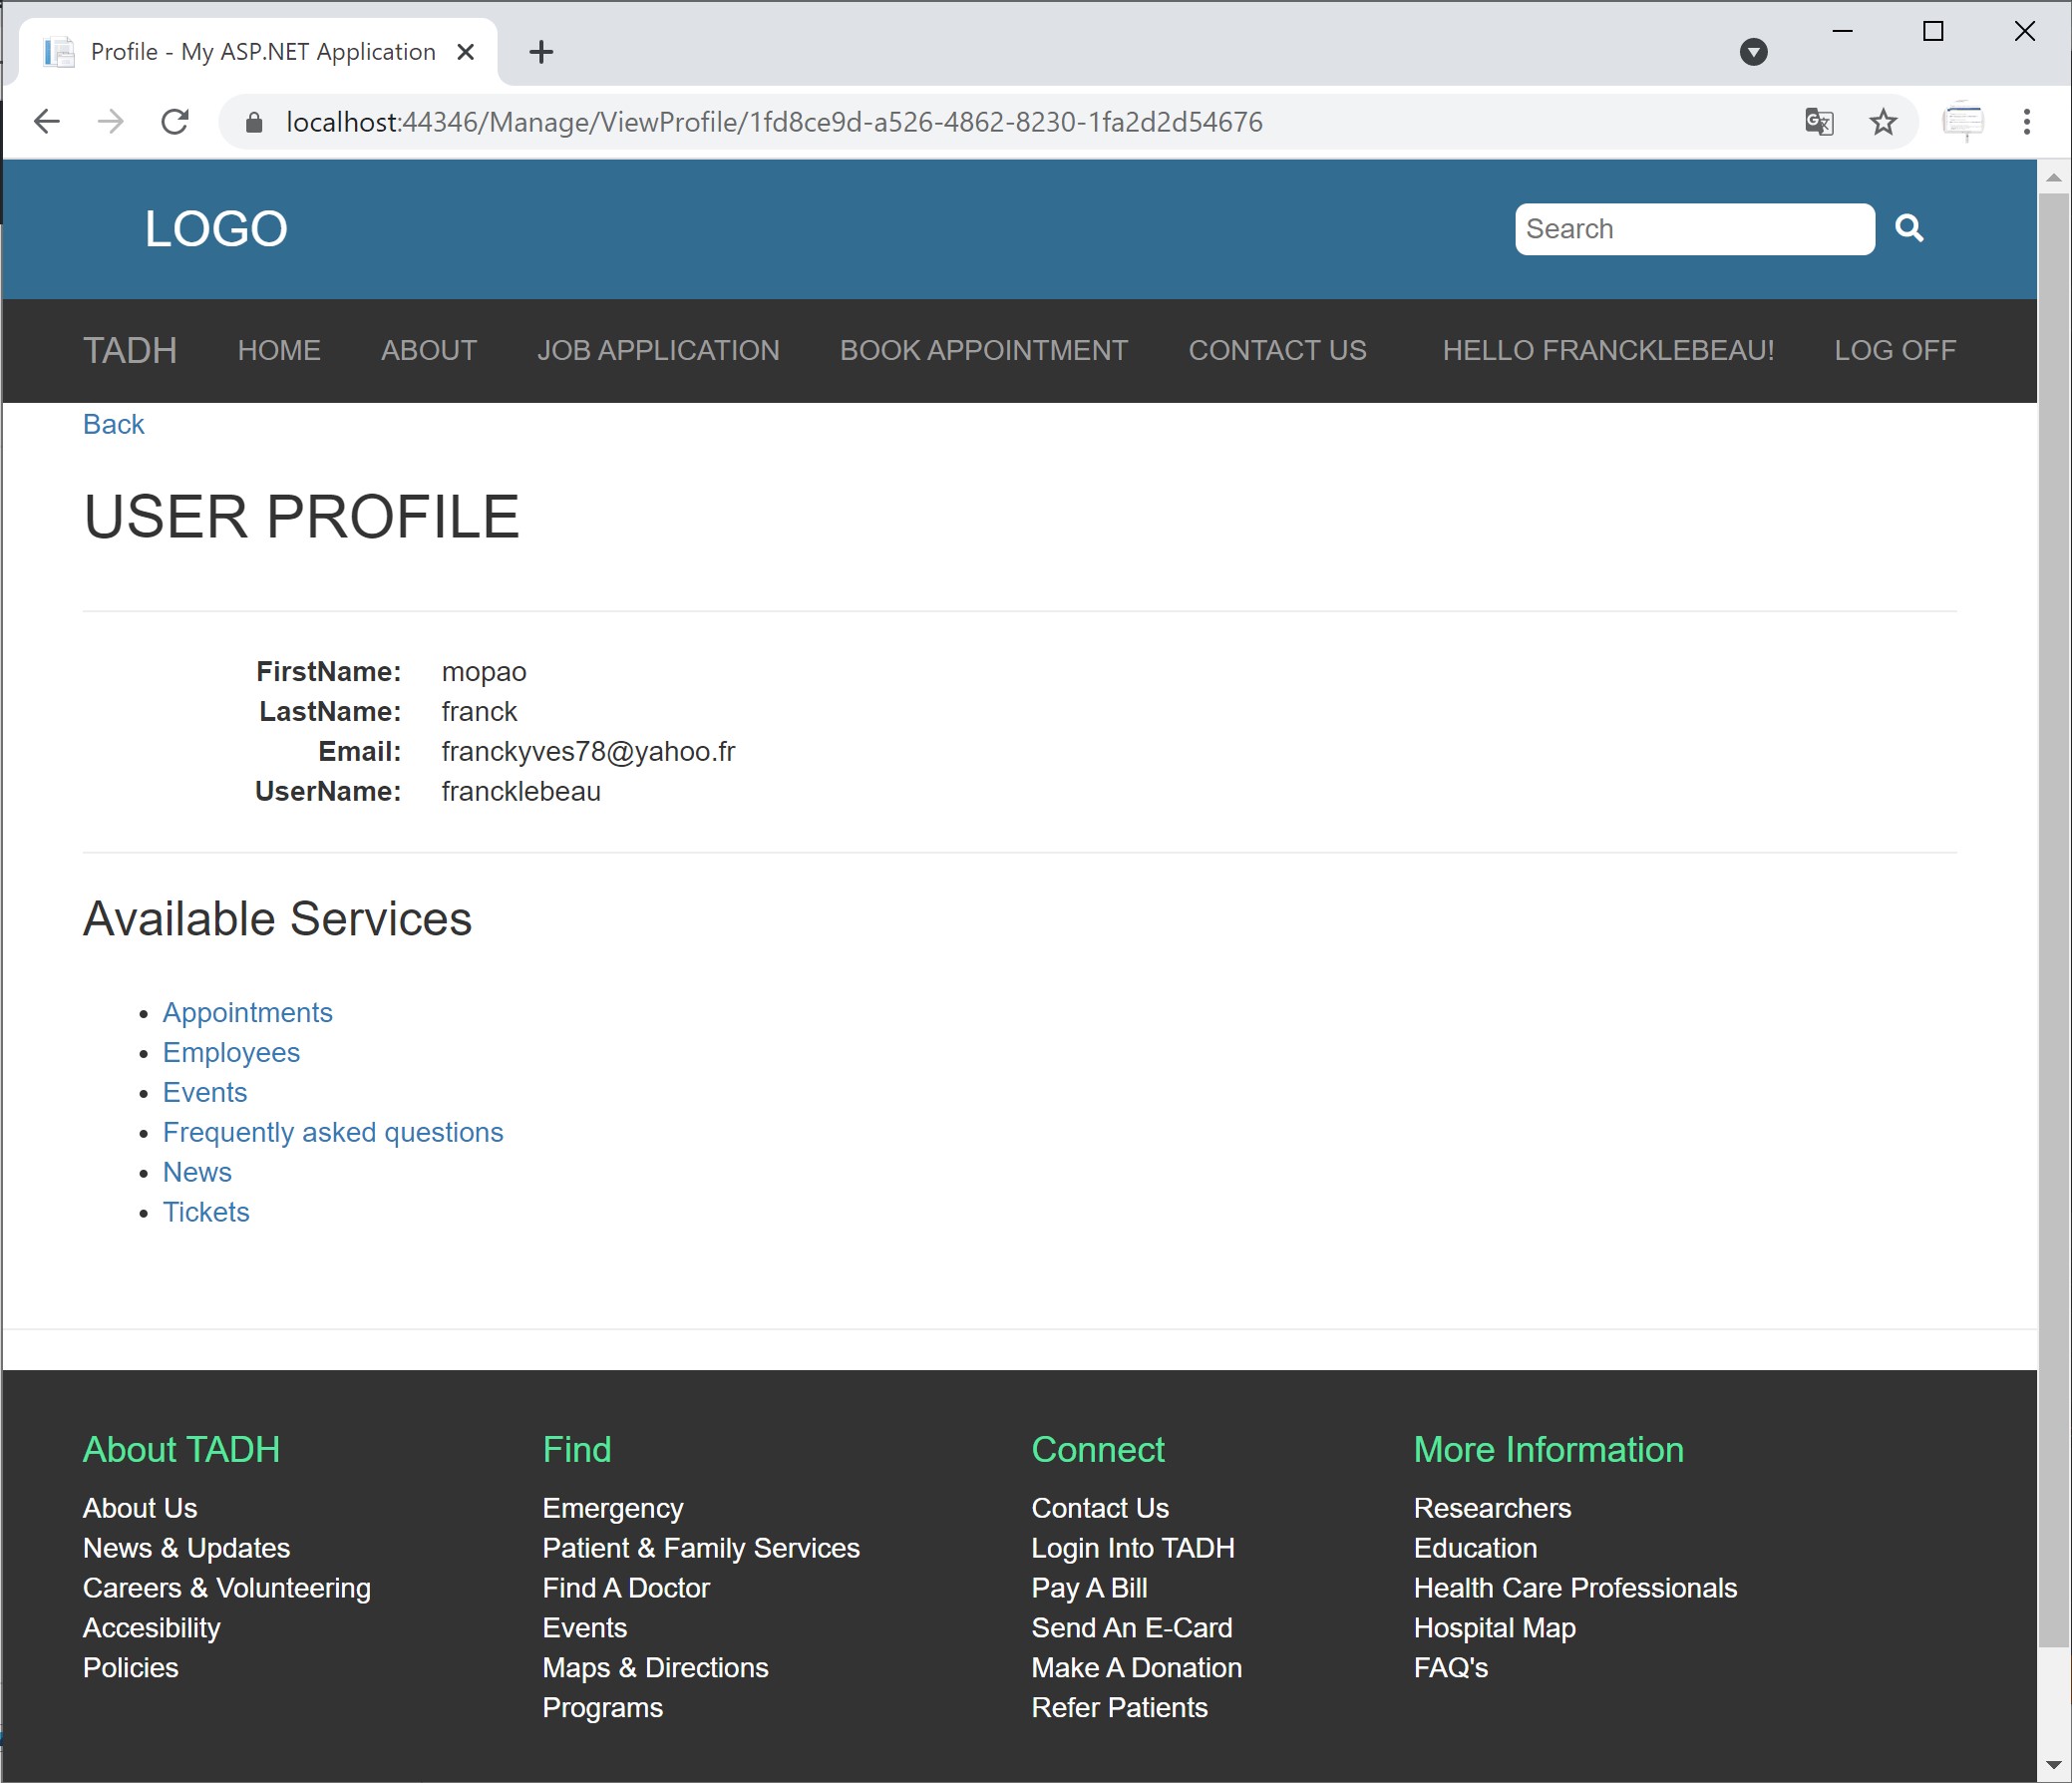 Profile - My ASP.NET Application
localhost:44346/Manage/ViewProfile/1fd8ce9d-a526-4862-8230-1fa2d2d54676
LOGO
Search
TADH HOME ABOUT JOB APPLICATION BOOK APPOINTMENT CONTACT US HELLO FRANCKLEBEAU! LOG OFF
Back
USER PROFILE
FirstName: mopao
LastName: franck
Email: franckyves78@yahoo.fr
UserName: francklebeau
Available Services
Appointments
Employees
Events
Frequently asked questions
News
Tickets
About TADH
About Us
News & Updates
Careers & Volunteering
Accesibility
Policies
Find
Emergency
Patient & Family Services
Find A Doctor
Events
Maps & Directions
Programs
Connect
Contact Us
Login Into TADH
Pay A Bill
Send An E-Card
Make A Donation
Refer Patients
More Information
Researchers
Education
Health Care Professionals
Hospital Map
FAQ's